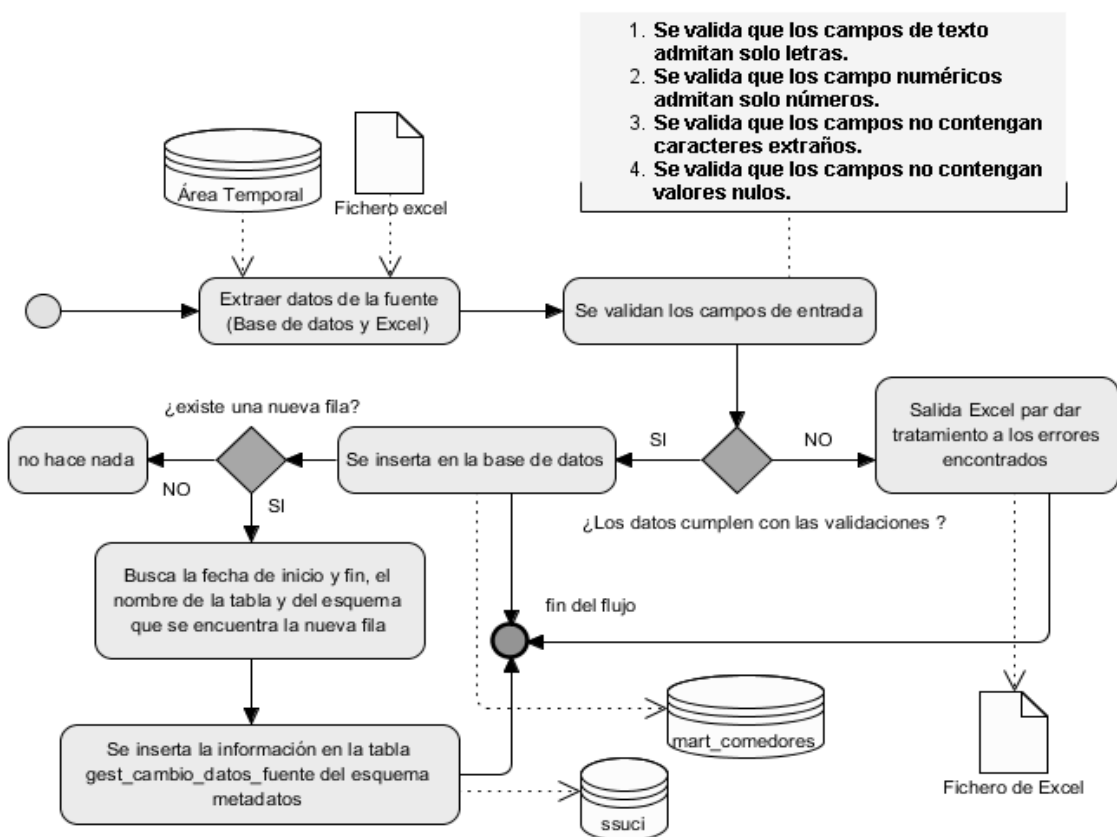 1. Se valida que los campos de texto
admitan solo letras.
2. Se valida que los campo numéricos
admitan solo números.
3. Se valida que los campos no contengan
caracteres extraños.
4. Se valida que los campos no contengan
valores nulos.
Área Temporal
Fichero excel
Extraer datos de la fuente
(Base de datos y Excel)
Se validan los campos de entrada
¿existe una nueva fila?
no hace nada
NO
SI
Se inserta en la base de datos
SI
NO
¿Los datos cumplen con las validaciones ?
Salida Excel par dar
tratamiento a los errores
encontrados
Busca la fecha de inicio y fin, el
nombre de la tabla y del esquema
que se encuentra la nueva fila
fin del flujo
Se inserta la información en la tabla
gest_cambio_datos_fuente del esquema
metadatos
mart_comedores
ssuci
Fichero de Excel